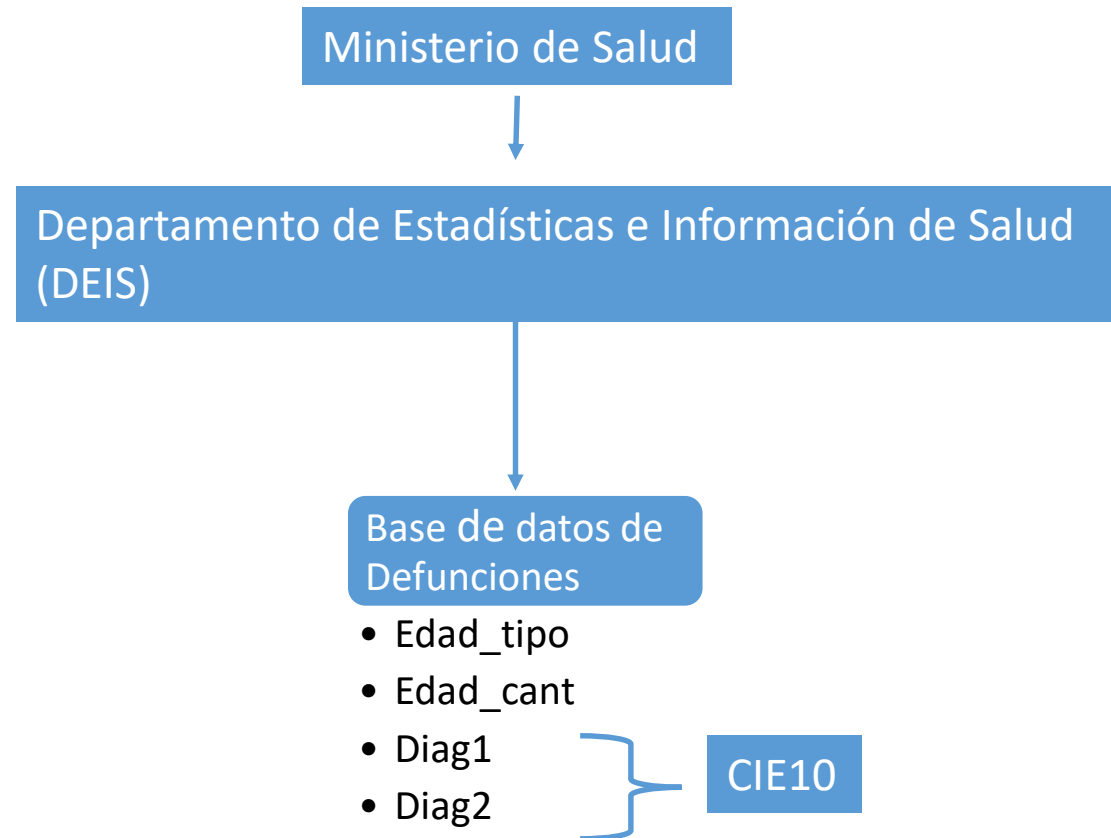 Ministerio de Salud
Departamento de Estadísticas e Información de Salud
(DEIS)
Base de datos de
Defunciones
• Edad_tipo
• Edad_cant
• Diag1
• Diag2
CIE10